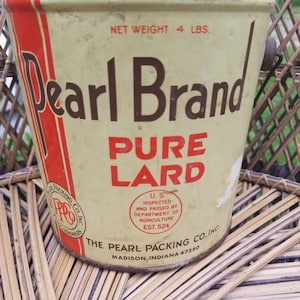 NET WEIGHT 4 LBS.
Pearl Brand
PURE
LARD
U.S.
INSPECTED
AND PASSED BY
DEPARTMENT OF
AGRICULTURE
EST. 524
THE PEARL PACKING CO., INC.
MADISON, INDIANA 47250